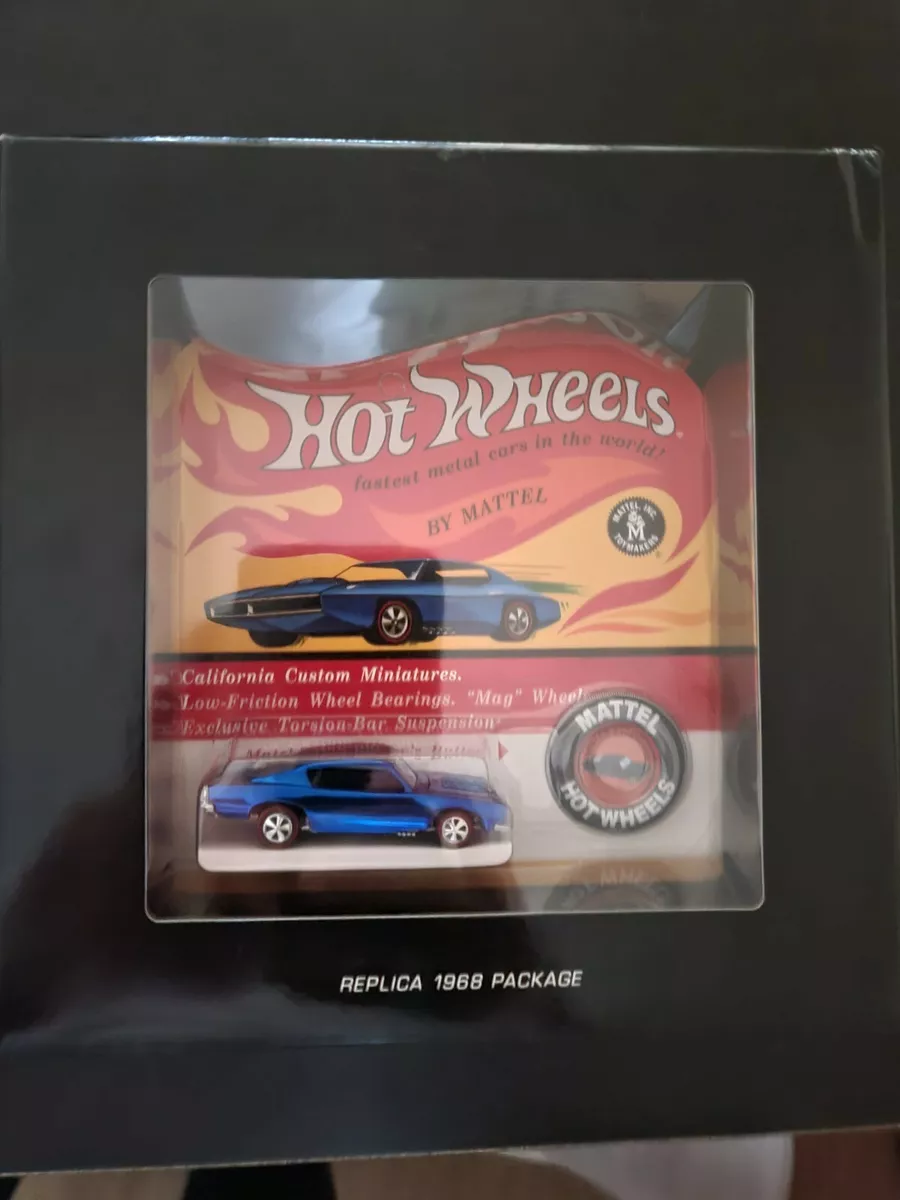 HOT WHEELS
fastest metal cars in the world!
BY MATTEL
MATTEL, INC.
M
TOYMAKERS
California Custom Miniatures.
Low-Friction Wheel Bearings. "Mag" Wheels
Exclusive Torsion-Bar Suspension
MATTEL
HOT WHEELS
REPLICA 1968 PACKAGE